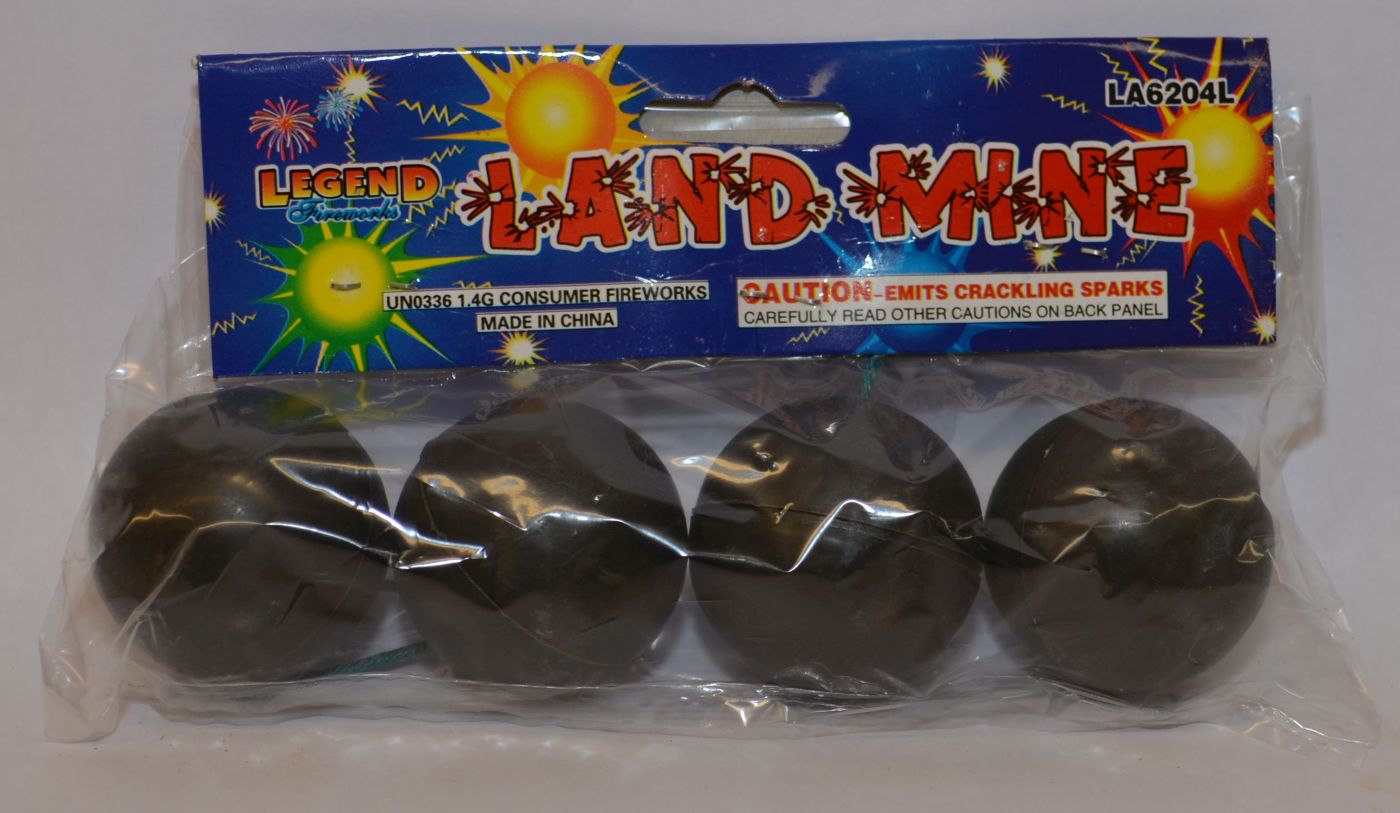 LA6204L
LEGEND
Fireworks
LAND MINE
UN0336 1.4G CONSUMER FIREWORKS
MADE IN CHINA
CAUTION-EMITS CRACKLING SPARKS
CAREFULLY READ OTHER CAUTIONS ON BACK PANEL